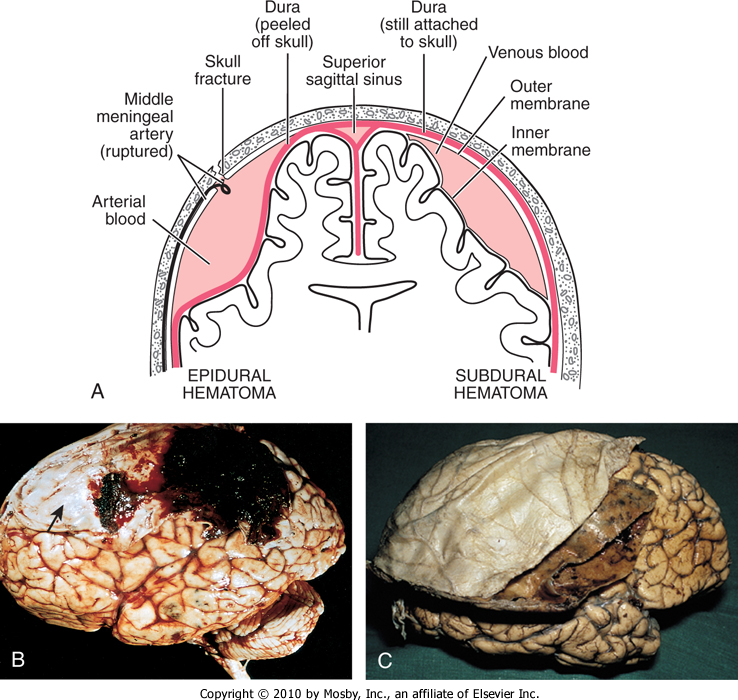 Dura
(peeled
off skull)
Dura
(still attached
to skull)
Skull
fracture
Superior
sagittal sinus
Venous blood
Outer
membrane
Middle
meningeal
artery
(ruptured)
Inner
membrane
Arterial
blood
A
EPIDURAL
HEMATOMA
SUBDURAL
HEMATOMA
B
C
Copyright © 2010 by Mosby, Inc., an affiliate of Elsevier Inc.